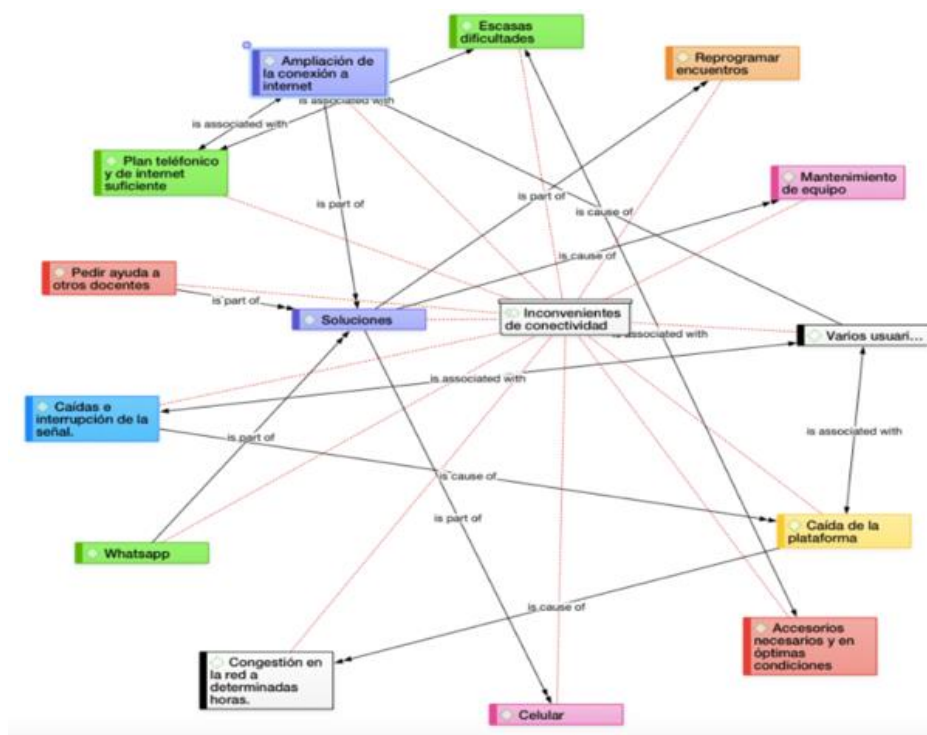 Escasas
dificultades
Ampliación de
la conexión a
internet
Reprogramar
encuentros
is associated with
is associated with
Plan teléfonico
y de internet
suficiente
Mantenimiento
de equipo
is part of
is part of
is cause of
is cause of
Pedir ayuda a
otros docentes
is part of
Soluciones
Inconvenientes
de conectividad
is associated with
Varios usuari...
is associated with
Caídas e
interrupción de la
señal.
is part of
is associated with
is cause of
is part of
Caída de la
plataforma
Whatsapp
is cause of
Accesorios
necesarios y en
óptimas
condiciones
Congestión en
la red a
determinadas
horas.
Celular